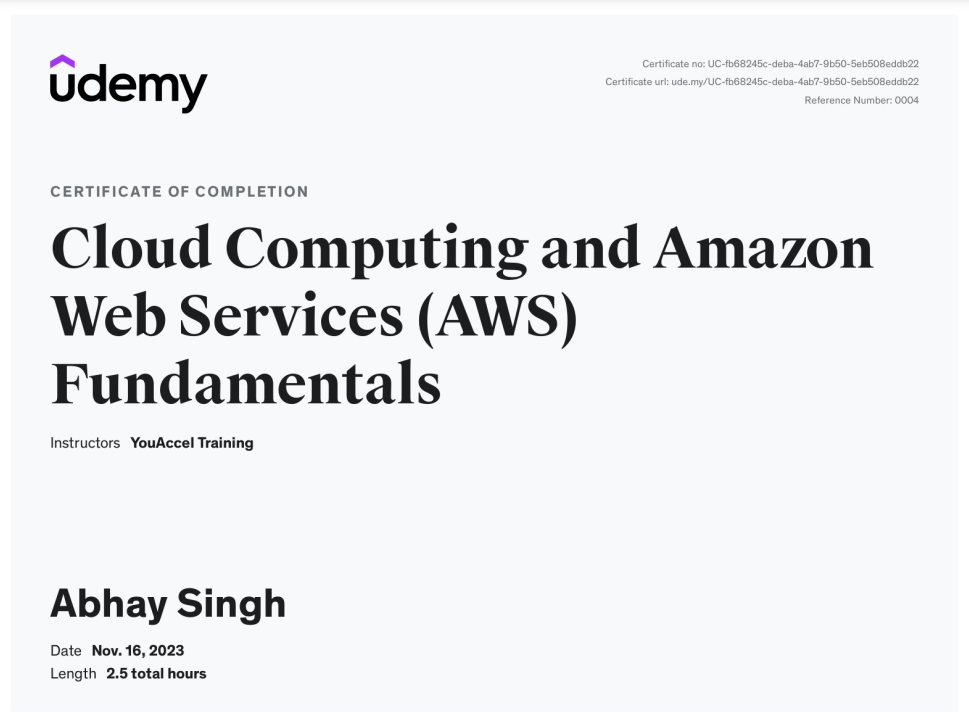 udemy
Certificate no: UC-fb68245c-deba-4ab7-9b50-5eb508eddb22
Certificate url: ude.my/UC-fb68245c-deba-4ab7-9b50-5eb508eddb22
Reference Number: 0004
CERTIFICATE OF COMPLETION
Cloud Computing and Amazon
Web Services (AWS)
Fundamentals
Instructors YouAccel Training
Abhay Singh
Date Nov. 16, 2023
Length 2.5 total hours